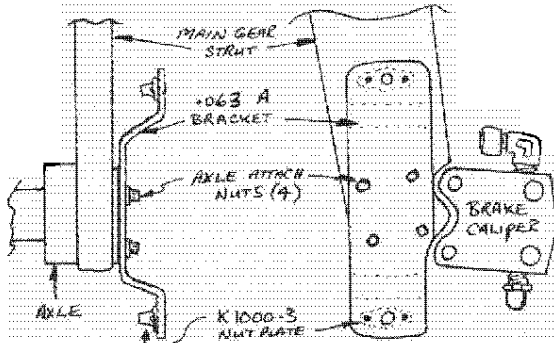 MAIN GEAR
STRUT
.063 A
BRACKET
AXLE ATTACH
NUTS (4)
BRAKE
CALIPER
AXLE
K1000-3
NUT PLATE